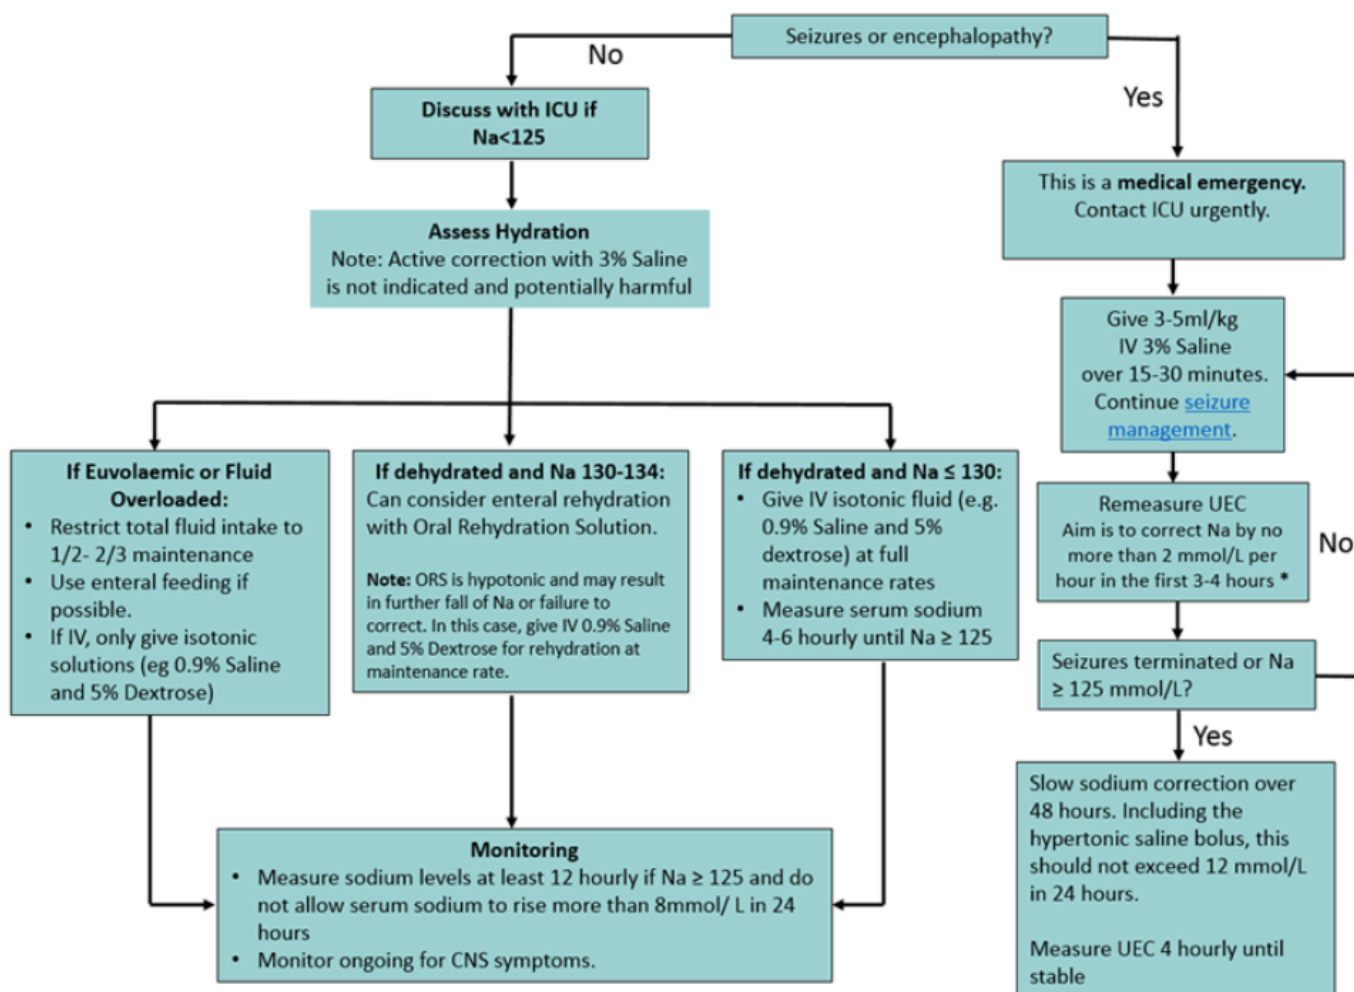 Seizures or encephalopathy?
No
Yes
Discuss with ICU if
Na<125
Assess Hydration
Note: Active correction with 3% Saline
is not indicated and potentially harmful
If Euvolaemic or Fluid
Overloaded:
• Restrict total fluid intake to
1/2- 2/3 maintenance
• Use enteral feeding if
possible.
• If IV, only give isotonic
solutions (eg 0.9% Saline
and 5% Dextrose)
If dehydrated and Na 130-134:
Can consider enteral rehydration
with Oral Rehydration Solution.
Note: ORS is hypotonic and may result
in further fall of Na or failure to
correct. In this case, give IV 0.9% Saline
and 5% Dextrose for rehydration at
maintenance rate.
If dehydrated and Na ≤ 130:
• Give IV isotonic fluid (e.g.
0.9% Saline and 5%
dextrose) at full
maintenance rates
• Measure serum sodium
4-6 hourly until Na ≥ 125
Monitoring
• Measure sodium levels at least 12 hourly if Na ≥ 125 and do
not allow serum sodium to rise more than 8mmol/ L in 24
hours
• Monitor ongoing for CNS symptoms.
This is a medical emergency.
Contact ICU urgently.
Give 3-5ml/kg
IV 3% Saline
over 15-30 minutes.
Continue seizure
management.
Remeasure UEC
Aim is to correct Na by no
more than 2 mmol/L per
hour in the first 3-4 hours *
No
Seizures terminated or Na
≥ 125 mmol/L?
Yes
Slow sodium correction over
48 hours. Including the
hypertonic saline bolus, this
should not exceed 12 mmol/L
in 24 hours.
Measure UEC 4 hourly until
stable